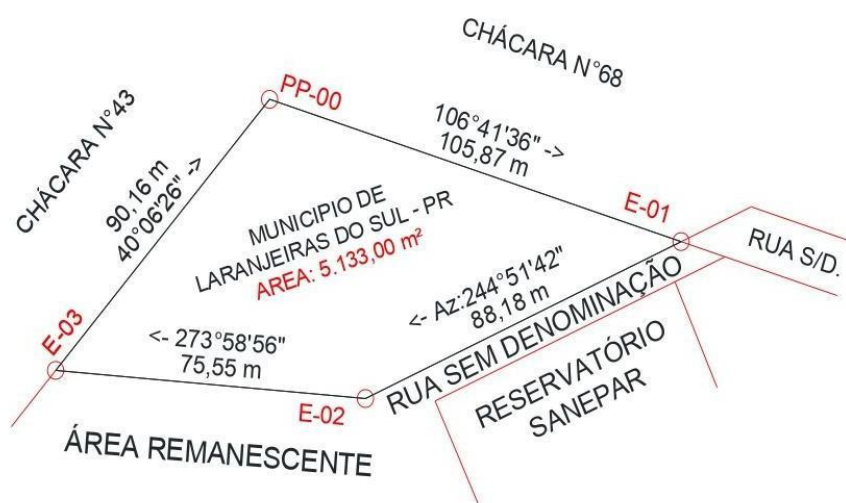 CHÁCARA N°68
PP-00
CHÁCARA N°43
106°41'36" ->
105,87 m
90,16 m
40°06'26" ->
MUNICIPIO DE
LARANJEIRAS DO SUL - PR
AREA: 5.133,00 m²
E-01
RUA S/D.
<- Az:244°51'42"
88,18 m
RUA SEM DENOMINAÇÃO
E-03
<- 273°58'56"
75,55 m
E-02
RESERVATÓRIO
SANEPAR
ÁREA REMANESCENTE